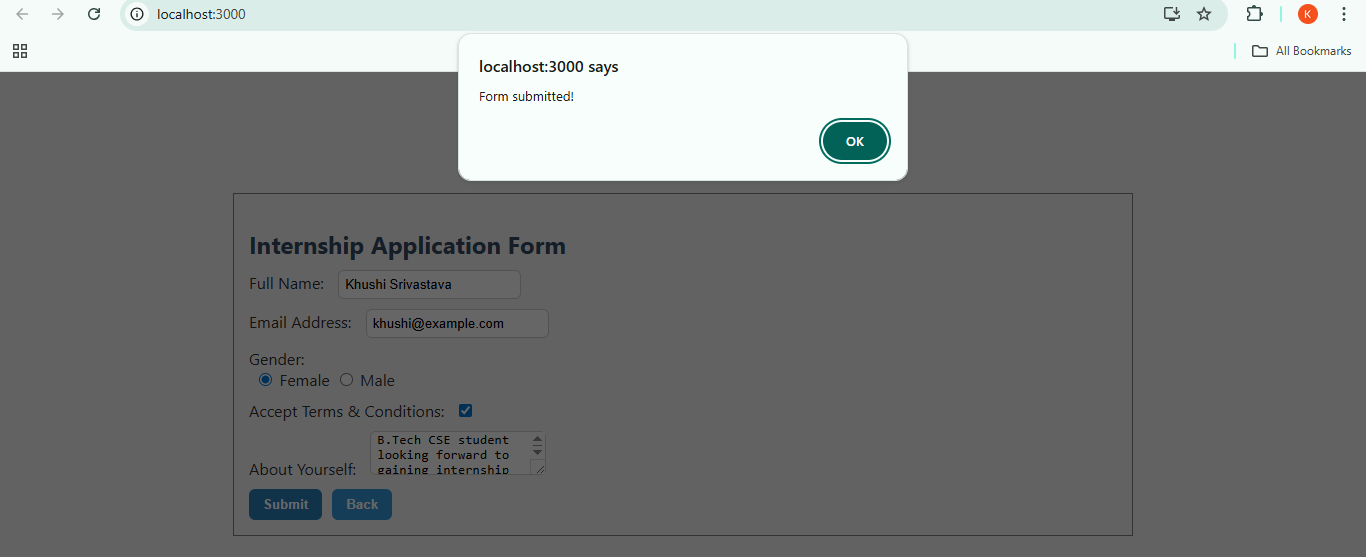 localhost:3000
K
All Bookmarks
localhost:3000 says
Form submitted!
OK
Internship Application Form
Full Name: Khushi Srivastava
Email Address: khushi@example.com
Gender:
Female Male
Accept Terms & Conditions:
About Yourself: B.Tech CSE student
looking forward to
gaining internship
Submit Back